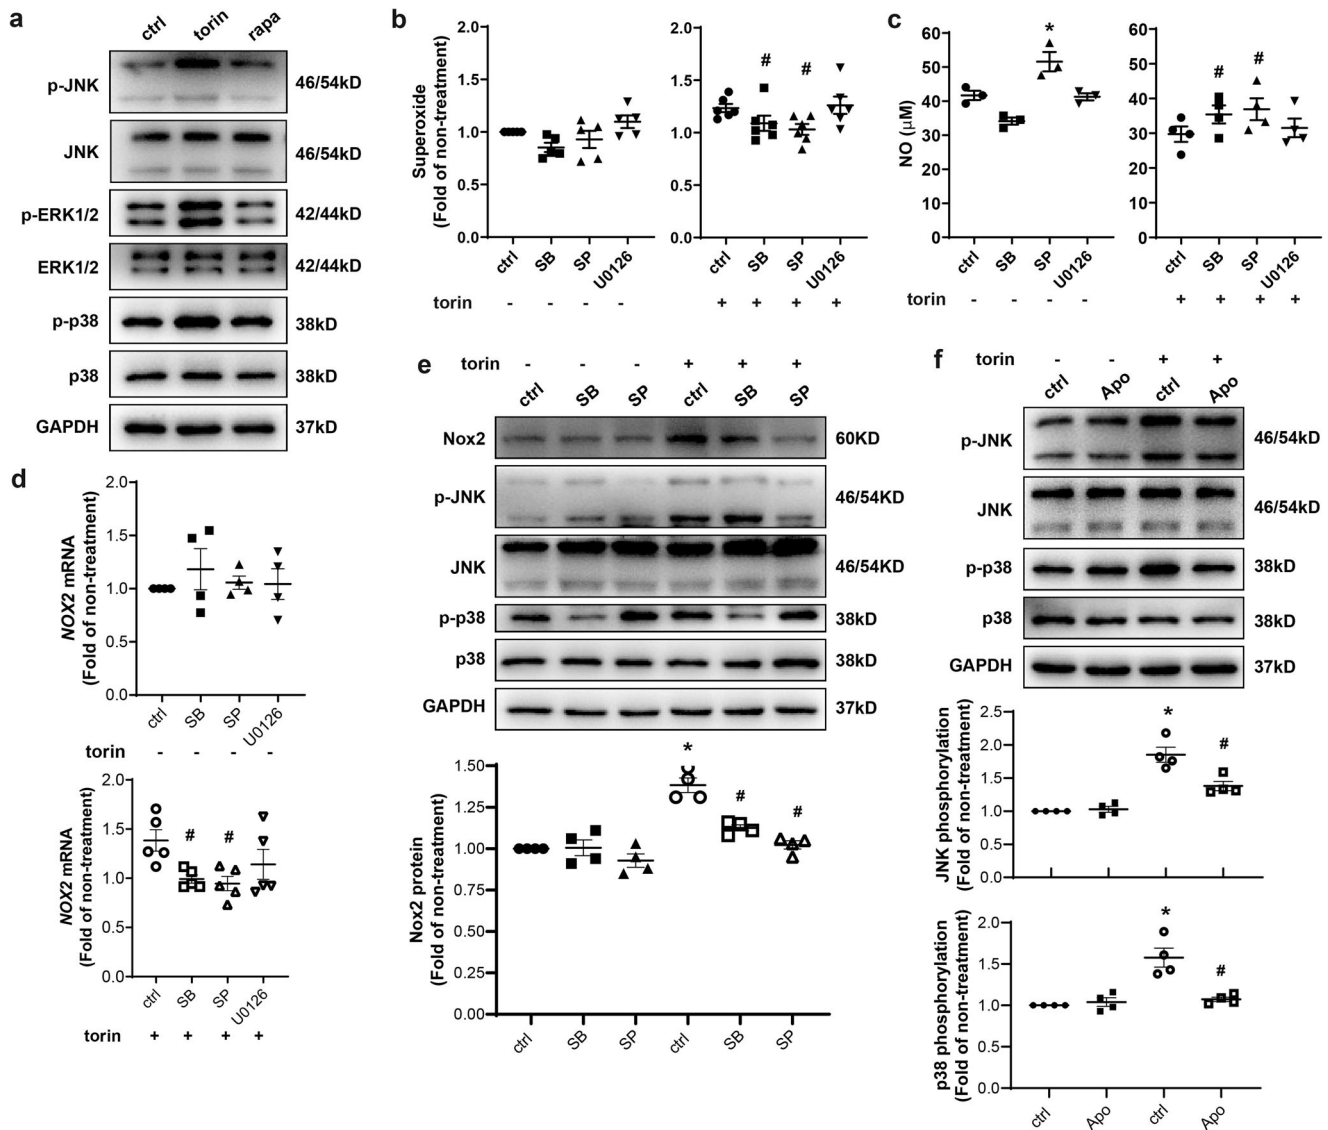 a
ctrl torin rapa
p-JNK 46/54kD
JNK 46/54kD
p-ERK1/2 42/44kD
ERK1/2 42/44kD
p-p38 38kD
p38 38kD
GAPDH 37kD
b
Superoxide
(Fold of non-treatment)
2.0
1.5
1.0
0.5
0.0
ctrl SB SP U0126
torin - - - -
2.0
1.5
1.0
0.5
0.0
# #
ctrl SB SP U0126
+ + + +
c
NO (μM)
60
50
40
30
20
10
0
*
ctrl SB SP U0126
torin - - - -
60
50
40
30
20
10
0
# #
ctrl SB SP U0126
+ + + +
d
NOX2 mRNA
(Fold of non-treatment)
2.0
1.5
1.0
0.5
0.0
ctrl SB SP U0126
torin - - - -
NOX2 mRNA
(Fold of non-treatment)
2.0
1.5
1.0
0.5
0.0
# #
ctrl SB SP U0126
torin + + + +
e
torin - - - + + +
ctrl SB SP ctrl SB SP
Nox2 60KD
p-JNK 46/54KD
JNK 46/54KD
p-p38 38kD
p38 38kD
GAPDH 37kD
Nox2 protein
(Fold of non-treatment)
1.50
1.25
1.00
0.75
0.50
0.25
0.00
* # #
ctrl SB SP ctrl SB SP
f
torin - - + +
ctrl Apo ctrl Apo
p-JNK 46/54kD
JNK 46/54kD
p-p38 38kD
p38 38kD
GAPDH 37kD
JNK phosphorylation
(Fold of non-treatment)
2.5
2.0
1.5
1.0
0.5
0.0
* #
p38 phosphorylation
(Fold of non-treatment)
2.0
1.5
1.0
0.5
0.0
* #
ctrl Apo ctrl Apo